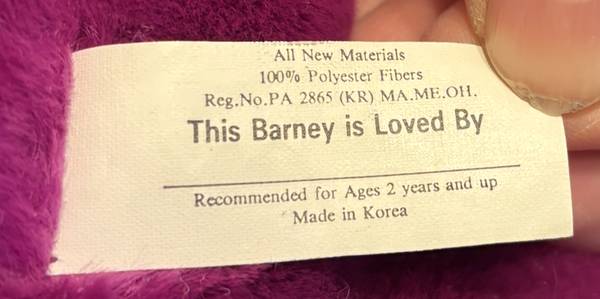 All New Materials
100% Polyester Fibers
Reg.No.PA 2865 (KR) MA.ME.OH.
This Barney is Loved By
Recommended for Ages 2 years and up
Made in Korea